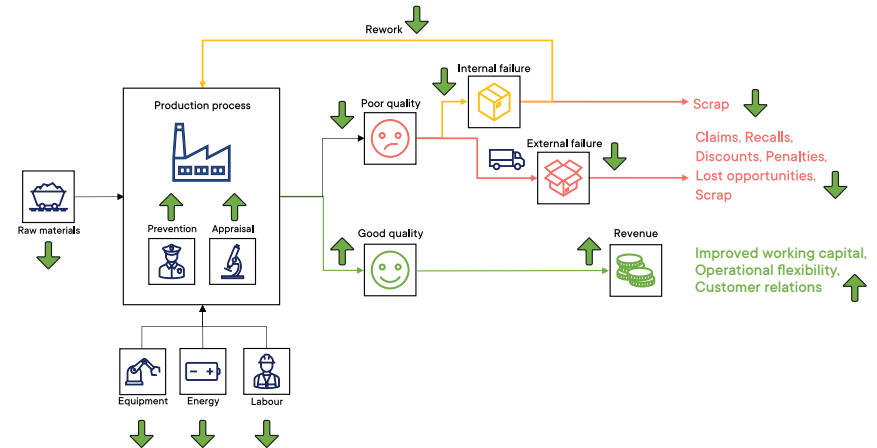 Rework
Internal failure
Production process
Poor quality
Scrap
External failure
Claims, Recalls,
Discounts, Penalties,
Lost opportunities,
Scrap
Raw materials
Prevention
Appraisal
Good quality
Revenue
Improved working capital,
Operational flexibility,
Customer relations
Equipment
Energy
Labour